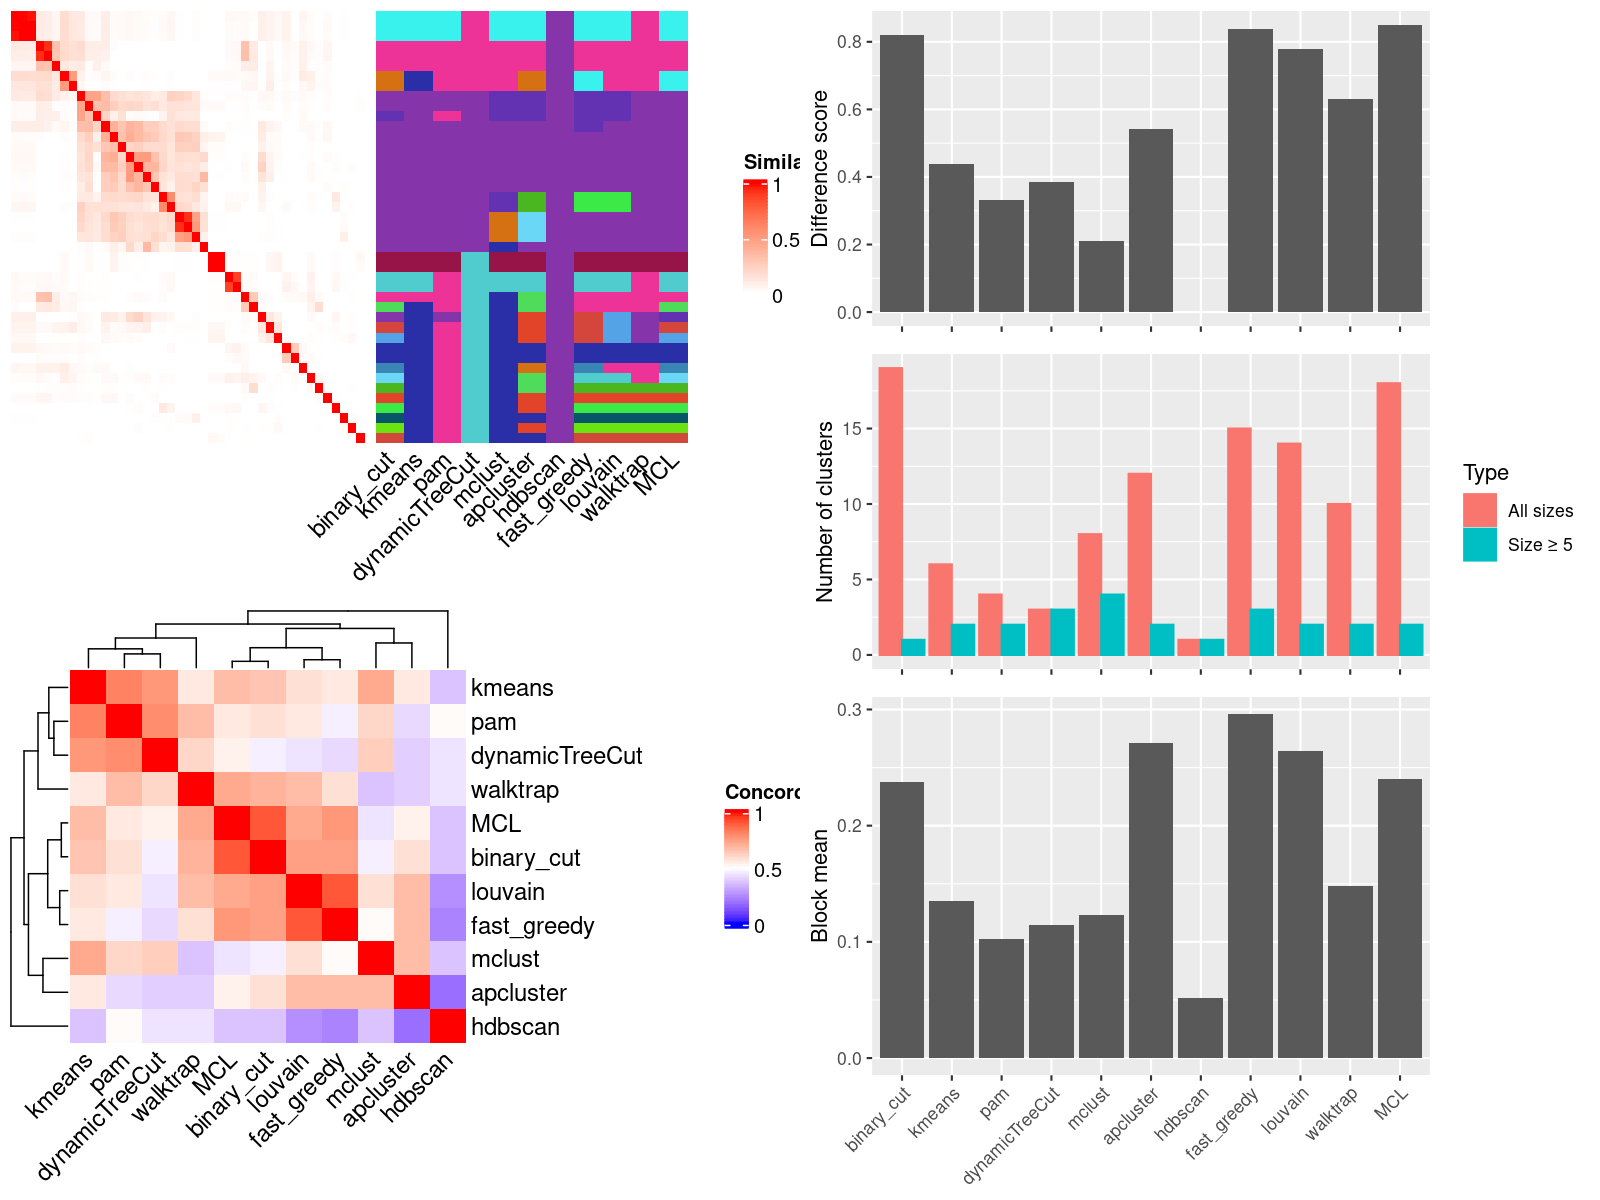 Simila
1
0.5
0
binary_cut
kmeans
pam
dynamicTreeCut
mclust
apcluster
hdbscan
fast_greedy
louvain
walktrap
MCL
kmeans
pam
dynamicTreeCut
walktrap
MCL
binary_cut
louvain
fast_greedy
mclust
apcluster
hdbscan
kmeans
pam
dynamicTreeCut
walktrap
MCL
binary_cut
louvain
fast_greedy
mclust
apcluster
hdbscan
Concord
1
0.5
0
Difference score
0.8
0.6
0.4
0.2
0.0
Number of clusters
15
10
5
0
Type
All sizes
Size ≥ 5
Block mean
0.3
0.2
0.1
0.0
binary_cut
kmeans
pam
dynamicTreeCut
mclust
apcluster
hdbscan
fast_greedy
louvain
walktrap
MCL